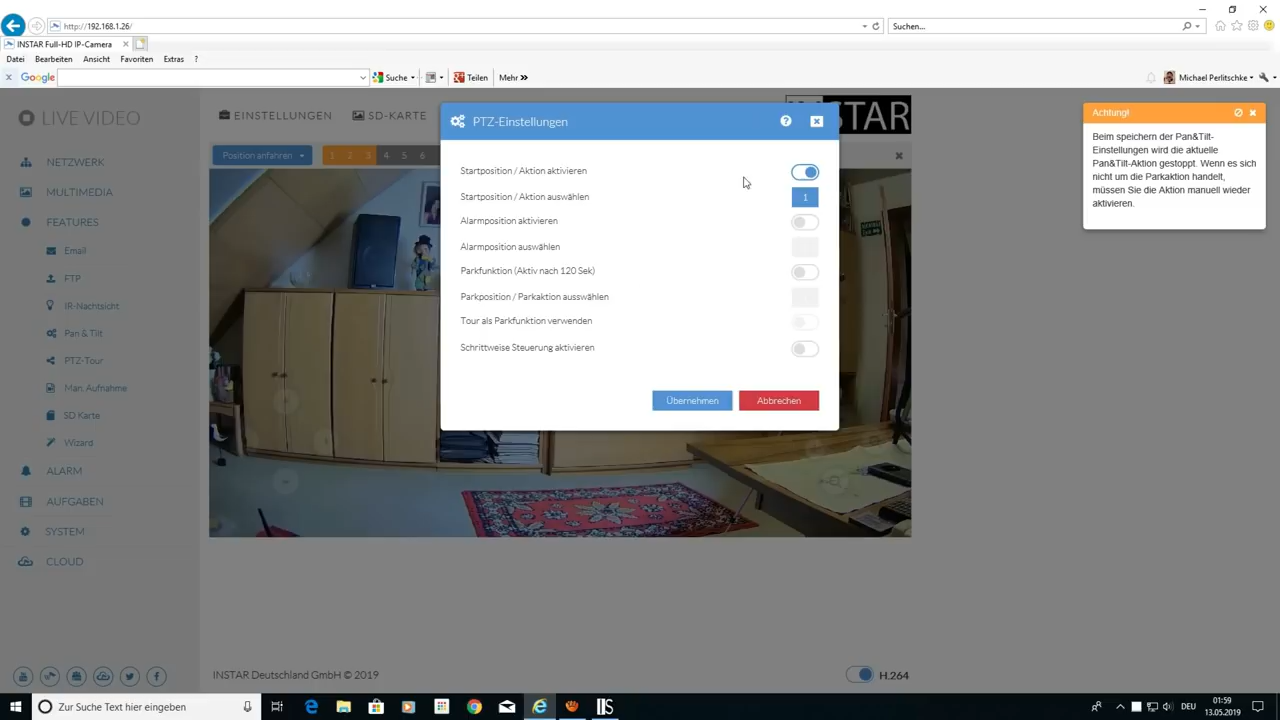 http://192.168.1.26/
Suchen...
INSTAR Full-HD IP-Camera
Datei Bearbeiten Ansicht Favoriten Extras ?
Google Suche Teilen Mehr »
Michael Perlitschke
LIVE VIDEO
EINSTELLUNGEN SD-KARTE
STAR
Position anfahren 1 2 3 4 5 6
NETZWERK
MULTIMEDIA
FEATURES
Email
FTP
IR-Nachtsicht
Pan & Tilt
PTZ-Tour
Man. Aufnahme
SD Karte
Wizard
ALARM
AUFGABEN
SYSTEM
CLOUD
PTZ-Einstellungen
Startposition / Aktion aktivieren
Startposition / Aktion auswählen 1
Alarmposition aktivieren
Alarmposition auswählen
Parkfunktion (Aktiv nach 120 Sek)
Parkposition / Parkaktion ausswählen
Tour als Parkfunktion verwenden
Schrittweise Steuerung aktivieren
Übernehmen Abbrechen
Achtung!
Beim speichern der Pan&Tilt-
Einstellungen wird die aktuelle
Pan&Tilt-Aktion gestoppt. Wenn es sich
nicht um die Parkaktion handelt,
müssen Sie die Aktion manuell wieder
aktivieren.
INSTAR Deutschland GmbH © 2019
H.264
Zur Suche Text hier eingeben
DEU
01:59
13.05.2019